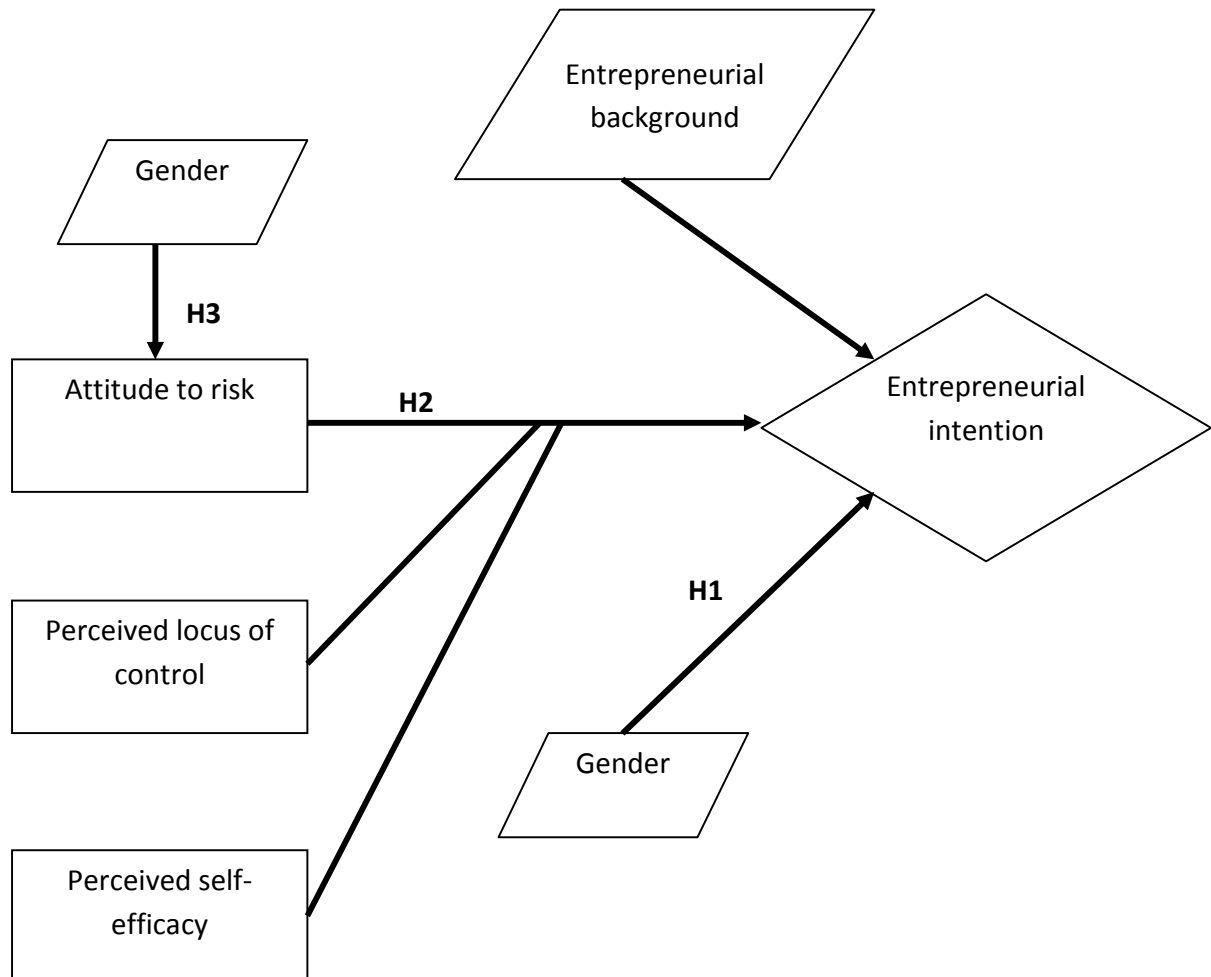 Entrepreneurial
background
Gender
H3
Attitude to risk
H2
Entrepreneurial
intention
H1
Perceived locus of
control
Gender
Perceived self-
efficacy